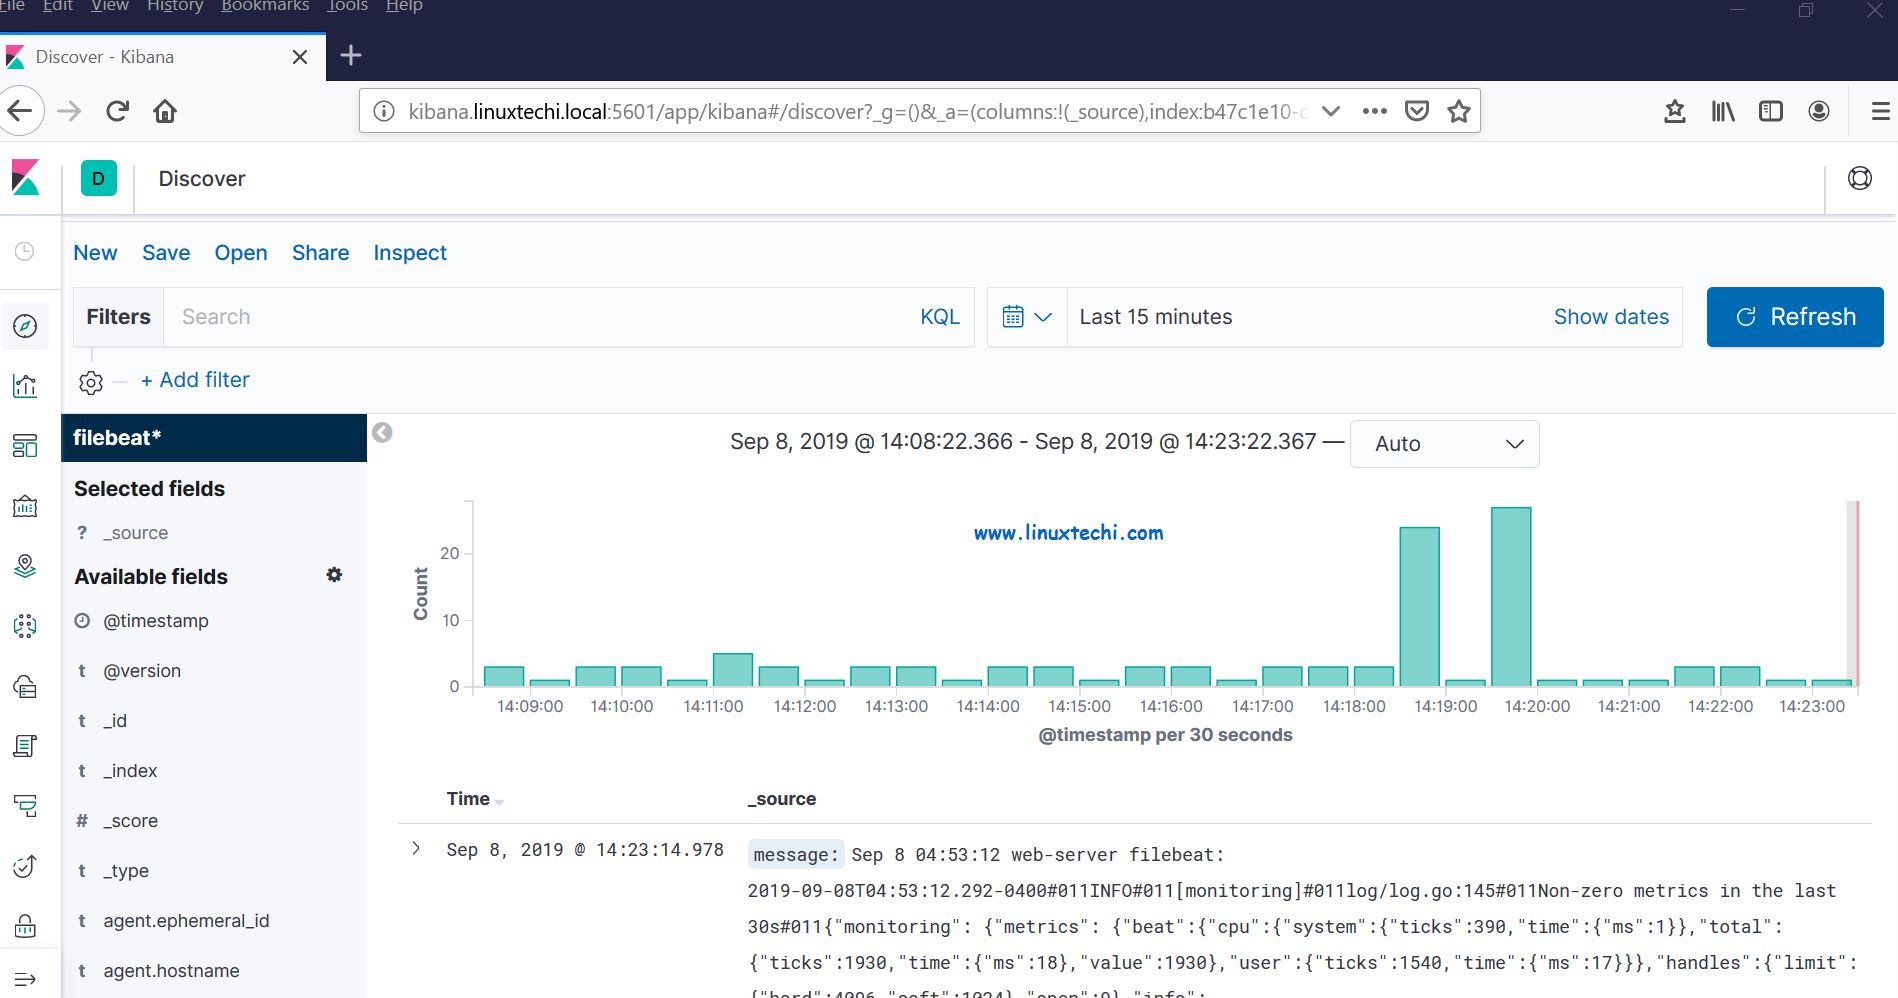 File Edit View History Bookmarks Tools Help
Discover - Kibana
kibana.linuxtechi.local:5601/app/kibana#/discover?_g=()&_a=(columns:!(_source),index:b47c1e10-
D Discover
New Save Open Share Inspect
Filters Search KQL Last 15 minutes Show dates Refresh
+ Add filter
filebeat*
Selected fields
? _source
Available fields
@timestamp
t @version
t _id
t _index
# _score
t _type
t agent.ephemeral_id
t agent.hostname
Sep 8, 2019 @ 14:08:22.366 - Sep 8, 2019 @ 14:23:22.367 — Auto
www.linuxtechi.com
Count
20
10
0
14:09:00 14:10:00 14:11:00 14:12:00 14:13:00 14:14:00 14:15:00 14:16:00 14:17:00 14:18:00 14:19:00 14:20:00 14:21:00 14:22:00 14:23:00
@timestamp per 30 seconds
Time _source
Sep 8, 2019 @ 14:23:14.978 message: Sep 8 04:53:12 web-server filebeat:
2019-09-08T04:53:12.292-0400#011INFO#011[monitoring]#011log/log.go:145#011Non-zero metrics in the last
30s#011{"monitoring": {"metrics": {"beat":{"cpu":{"system":{"ticks":390,"time":{"ms":1}},"total":
{"ticks":1930,"time":{"ms":18},"value":1930},"user":{"ticks":1540,"time":{"ms":17}}},"handles":{"limit":
{"hard":4096,"soft":1024},"open":9},"info":